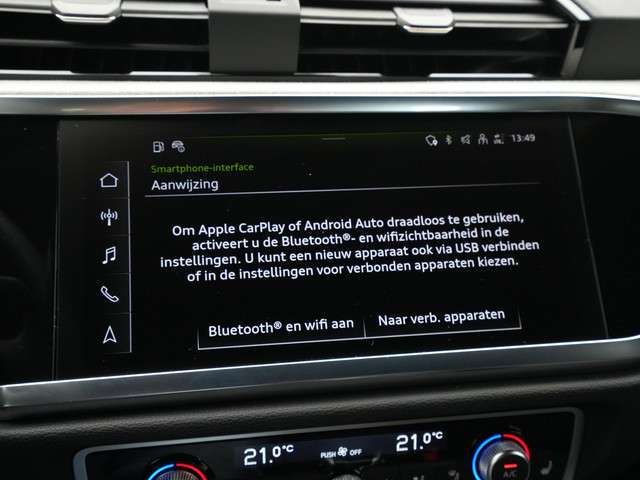 13:49
Smartphone-interface
Aanwijzing
Om Apple CarPlay of Android Auto draadloos te gebruiken,
activeert u de Bluetooth®- en wifizichtbaarheid in de
instellingen. U kunt een nieuw apparaat ook via USB verbinden
of in de instellingen voor verbonden apparaten kiezen.
Bluetooth® en wifi aan
Naar verb. apparaten
21.0°C
PUSH OFF
21.0°C
A/C